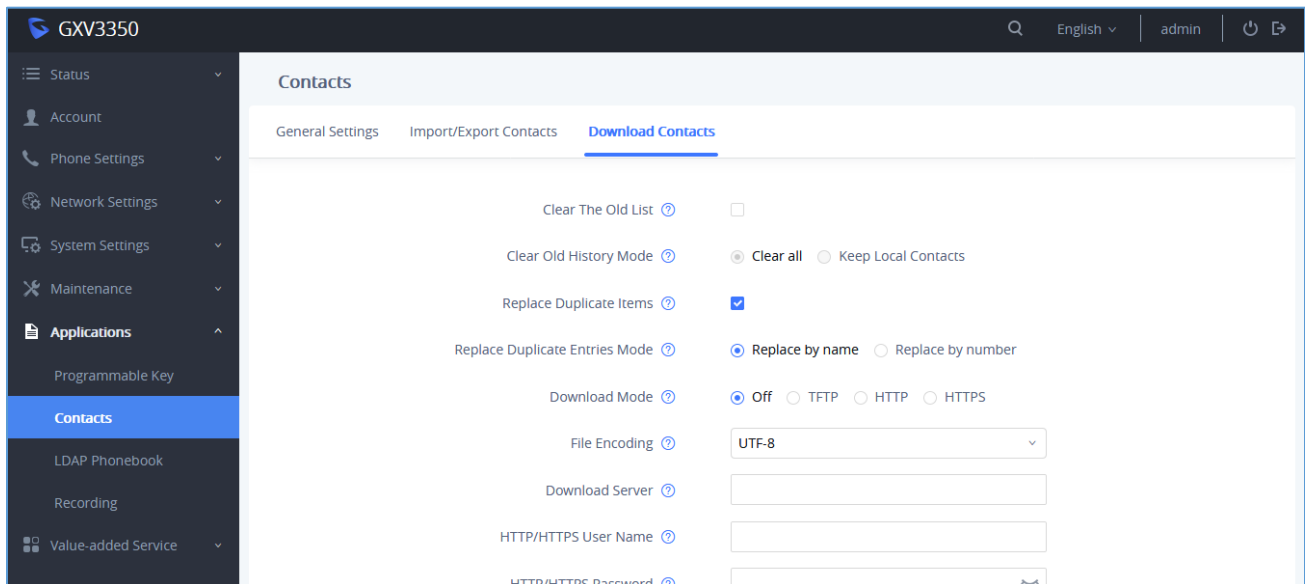 GXV3350
English
admin
Status
Account
Phone Settings
Network Settings
System Settings
Maintenance
Applications
Programmable Key
Contacts
LDAP Phonebook
Recording
Value-added Service
Contacts
General Settings Import/Export Contacts Download Contacts
Clear The Old List
Clear Old History Mode Clear all Keep Local Contacts
Replace Duplicate Items
Replace Duplicate Entries Mode Replace by name Replace by number
Download Mode Off TFTP HTTP HTTPS
File Encoding UTF-8
Download Server
HTTP/HTTPS User Name
HTTP/HTTPS Password